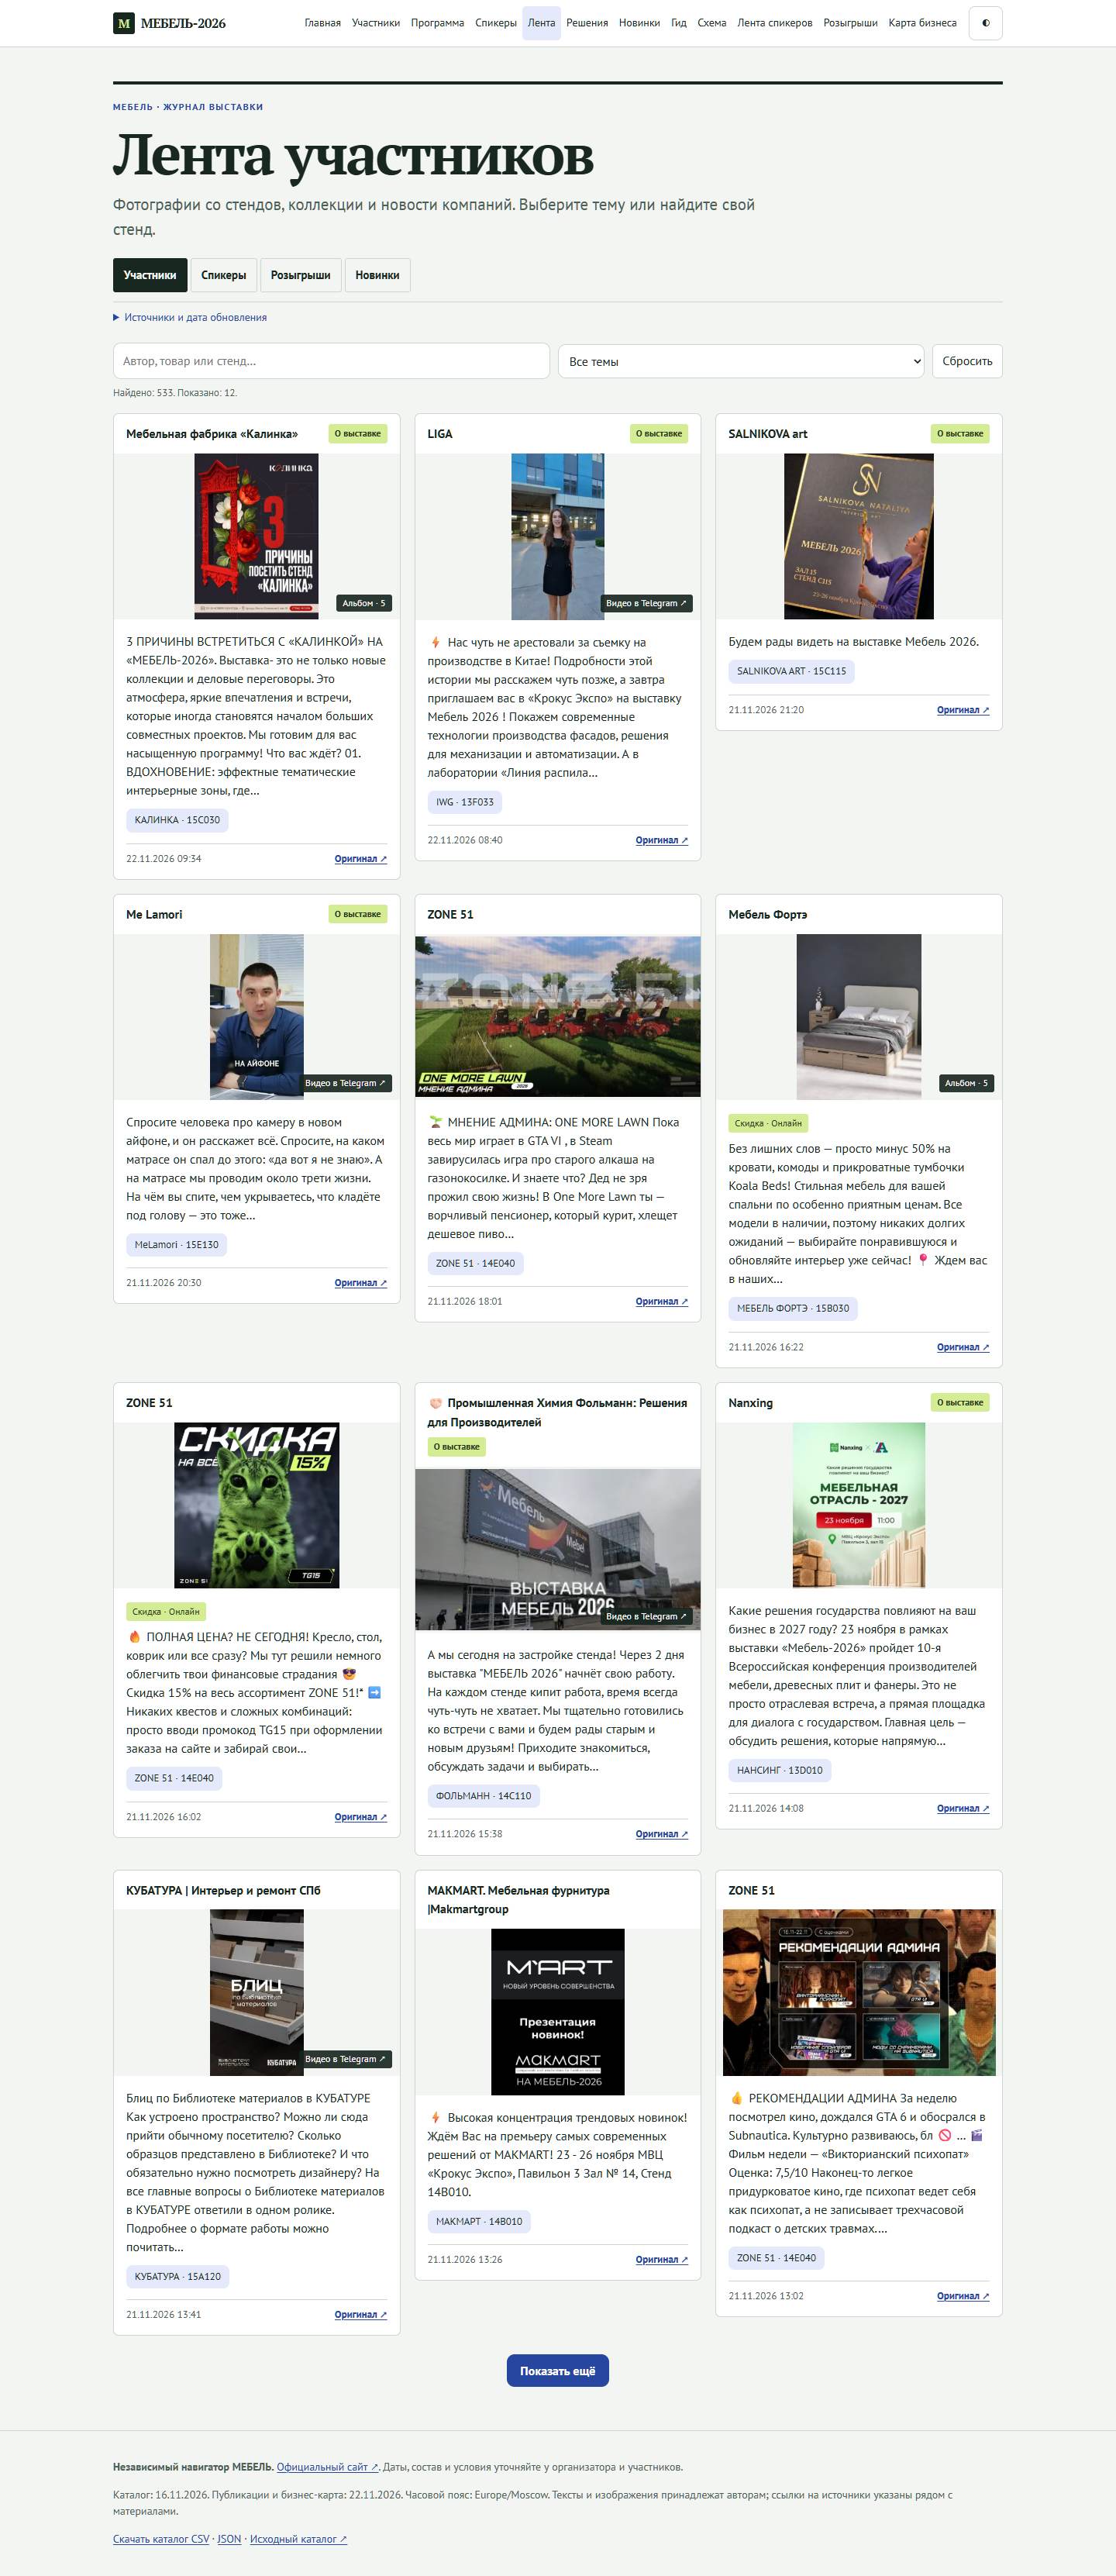 М МЕБЕЛЬ-2026
Главная Участники Программа Спикеры Лента Решения Новинки Гид Схема Лента спикеров Розыгрыши Карта бизнеса
МЕБЕЛЬ · ЖУРНАЛ ВЫСТАВКИ
Лента участников
Фотографии со стендов, коллекции и новости компаний. Выберите тему или найдите свой
стенд.
Участники Спикеры Розыгрыши Новинки
▶ Источники и дата обновления
Автор, товар или стенд...
Все темы
Сбросить
Найдено: 533. Показано: 12.
Мебельная фабрика «Калинка»
О выставке
КАЛИНКА
3
ПРИЧИНЫ
ПОСЕТИТЬ СТЕНД
«КАЛИНКА»
Альбом · 5
3 ПРИЧИНЫ ВСТРЕТИТЬСЯ С «КАЛИНКОЙ» НА
«МЕБЕЛЬ-2026». Выставка- это не только новые
коллекции и деловые переговоры. Это
атмосфера, яркие впечатления и встречи,
которые иногда становятся началом больших
совместных проектов. Мы готовим для вас
насыщенную программу! Что вас ждёт? 01.
ВДОХНОВЕНИЕ: эффектные тематические
интерьерные зоны, где...
КАЛИНКА · 15C030
22.11.2026 09:34
Оригинал ↗
LIGA
О выставке
Видео в Telegram ↗
⚡ Нас чуть не арестовали за съемку на
производстве в Китае! Подробности этой
истории мы расскажем чуть позже, а завтра
приглашаем вас в «Крокус Экспо» на выставку
Мебель 2026 ! Покажем современные
технологии производства фасадов, решения
для механизации и автоматизации. А в
лаборатории «Линия распила...
IWG · 13F033
22.11.2026 08:40
Оригинал ↗
SALNIKOVA art
О выставке
SN
SALNIKOVA NATALIYA
МЕБЕЛЬ 2026
ЗАЛ 15
СТЕНД C115
Будем рады видеть на выставке Мебель 2026.
SALNIKOVA ART · 15C115
21.11.2026 21:20
Оригинал ↗
Me Lamori
О выставке
НА АЙФОНЕ
Видео в Telegram ↗
Спросите человека про камеру в новом
айфоне, и он расскажет всё. Спросите, на каком
матрасе он спал до этого: «да вот я не знаю». А
на матрасе мы проводим около трети жизни.
На чём вы спите, чем укрываетесь, что кладёте
под голову — это тоже...
MeLamori · 15E130
21.11.2026 20:30
Оригинал ↗
ZONE 51
ZONE 51
ONE MORE LAWN
МНЕНИЕ АДМИНА
🌱 МНЕНИЕ АДМИНА: ONE MORE LAWN Пока
весь мир играет в GTA VI , в Steam
завирусилась игра про старого алкаша на
газонокосилке. И знаете что? Дед не зря
прожил свою жизнь! В One More Lawn ты —
ворчливый пенсионер, который курит, хлещет
дешевое пиво...
ZONE 51 · 14E040
21.11.2026 18:01
Оригинал ↗
Мебель Фортэ
Альбом · 5
Скидка · Онлайн
Без лишних слов — просто минус 50% на
кровати, комоды и прикроватные тумбочки
Koala Beds! Стильная мебель для вашей
спальни по особенно приятным ценам. Все
модели в наличии, поэтому никаких долгих
ожиданий — выбирайте понравившуюся и
обновляйте интерьер уже сейчас! 📍 Ждем вас
в наших...
МЕБЕЛЬ ФОРТЭ · 15B030
21.11.2026 16:22
Оригинал ↗
ZONE 51
СКИДКА
НА ВСЁ 15%
ZONE 51
TG15
Скидка · Онлайн
🔥 ПОЛНАЯ ЦЕНА? НЕ СЕГОДНЯ! Кресло, стол,
коврик или все сразу? Мы тут решили немного
облегчить твои финансовые страдания 😎
Скидка 15% на весь ассортимент ZONE 51!* ➡️
Никаких квестов и сложных комбинаций:
просто вводи промокод TG15 при оформлении
заказа на сайте и забирай свои...
ZONE 51 · 14E040
21.11.2026 16:02
Оригинал ↗
Промышленная Химия Фольманн: Решения
для Производителей
О выставке
Мебель
Mebel
ВЫСТАВКА
МЕБЕЛЬ 2026
Видео в Telegram ↗
А мы сегодня на застройке стенда! Через 2 дня
выставка "МЕБЕЛЬ 2026" начнёт свою работу.
На каждом стенде кипит работа, время всегда
чуть-чуть не хватает. Мы тщательно готовились
ко встречи с вами и будем рады старым и
новым друзьям! Приходите знакомиться,
обсуждать задачи и выбирать...
ФОЛЬМАНН · 14C110
21.11.2026 15:38
Оригинал ↗
Nanxing
О выставке
Nanxing
Какие решения государства
повлияют на ваш бизнес?
МЕБЕЛЬНАЯ
ОТРАСЛЬ - 2027
23 ноября 11:00
МВЦ «Крокус Экспо»
Павильон 3, зал 15
Какие решения государства повлияют на ваш
бизнес в 2027 году? 23 ноября в рамках
выставки «Мебель-2026» пройдет 10-я
Всероссийская конференция производителей
мебели, древесных плит и фанеры. Это не
просто отраслевая встреча, а прямая площадка
для диалога с государством. Главная цель —
обсудить решения, которые напрямую...
НАНСИНГ · 13D010
21.11.2026 14:08
Оригинал ↗
КУБАТУРА | Интерьер и ремонт СПб
БЛИЦ
по библиотеке
материалов
КУБАТУРА
Видео в Telegram ↗
Блиц по Библиотеке материалов в КУБАТУРЕ
Как устроено пространство? Можно ли сюда
прийти обычному посетителю? Сколько
образцов представлено в Библиотеке? И что
обязательно нужно посмотреть дизайнеру? На
все главные вопросы о Библиотеке материалов
в КУБАТУРЕ ответили в одном ролике.
Подробнее о формате работы можно
почитать...
КУБАТУРА · 15A120
21.11.2026 13:41
Оригинал ↗
MAKMART. Мебельная фурнитура
|Makmartgroup
M'ART
НОВЫЙ УРОВЕНЬ СОВЕРШЕНСТВА
Презентация
новинок!
MAKMART
НА МЕБЕЛЬ-2026
⚡ Высокая концентрация трендовых новинок!
Ждём Вас на премьеру самых современных
решений от MAKMART! 23 - 26 ноября МВЦ
«Крокус Экспо», Павильон 3 Зал № 14, Стенд
14B010.
МАКМАРТ · 14B010
21.11.2026 13:26
Оригинал ↗
ZONE 51
РЕКОМЕНДАЦИИ АДМИНА
👍 РЕКОМЕНДАЦИИ АДМИНА За неделю
посмотрел кино, дождался GTA 6 и обосрался в
Subnautica. Культурно развиваюсь, бл 🚫 ... 🎬
Фильм недели — «Викторианский психопат»
Оценка: 7,5/10 Наконец-то легкое
придурковатое кино, где психопат ведет себя
как психопат, а не записывает трехчасовой
подкаст о детских травмах....
ZONE 51 · 14E040
21.11.2026 13:02
Оригинал ↗
Показать ещё
Независимый навигатор МЕБЕЛЬ. Официальный сайт ↗. Даты, состав и условия уточняйте у организатора и участников.
Каталог: 16.11.2026. Публикации и бизнес-карта: 22.11.2026. Часовой пояс: Europe/Moscow. Тексты и изображения принадлежат авторам; ссылки на источники указаны рядом с
материалами.
Скачать каталог CSV · JSON · Исходный каталог ↗